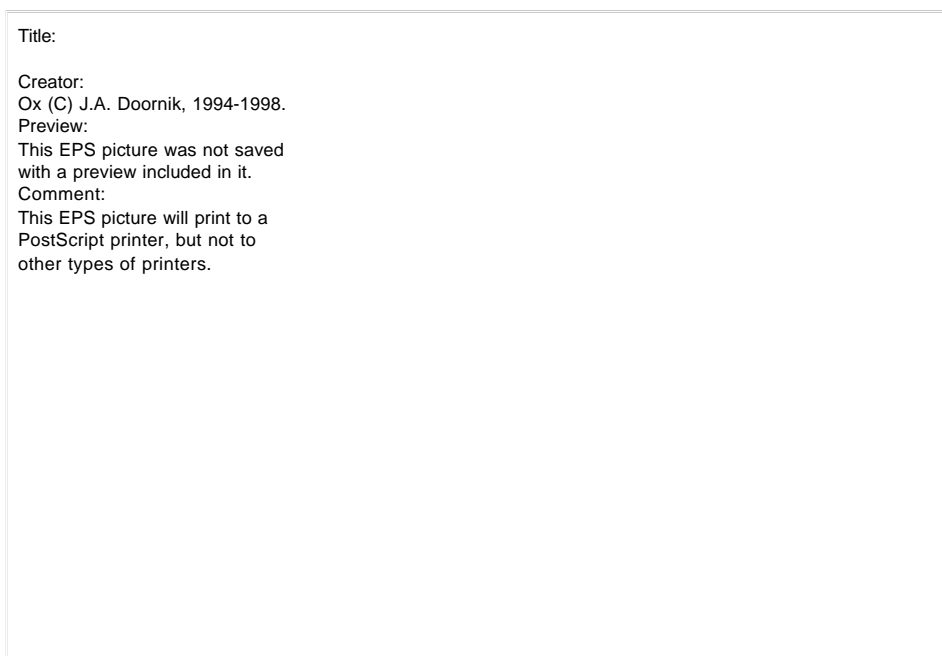 Title:
Creator:
Ox (C) J.A. Doornik, 1994-1998.
Preview:
This EPS picture was not saved
with a preview included in it.
Comment:
This EPS picture will print to a
PostScript printer, but not to
other types of printers.